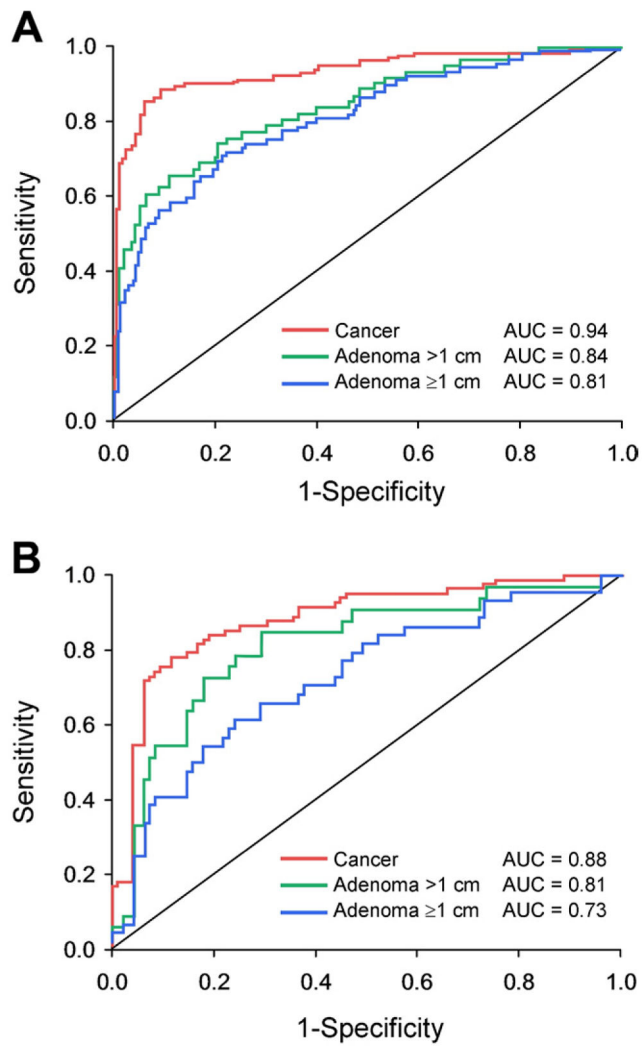 A
1.0
0.8
0.6
0.4
0.2
0.0
Sensitivity
Cancer AUC = 0.94
Adenoma >1 cm AUC = 0.84
Adenoma ≥1 cm AUC = 0.81
0.0 0.2 0.4 0.6 0.8 1.0
1-Specificity
B
1.0
0.8
0.6
0.4
0.2
0.0
Sensitivity
Cancer AUC = 0.88
Adenoma >1 cm AUC = 0.81
Adenoma ≥1 cm AUC = 0.73
0.0 0.2 0.4 0.6 0.8 1.0
1-Specificity